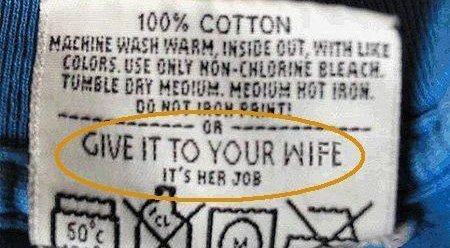 100% COTTON
MACHINE WASH WARM, INSIDE OUT, WITH LIKE
COLORS. USE ONLY NON-CHLORINE BLEACH.
TUMBLE DRY MEDIUM. MEDIUM HOT IRON.
DO NOT IRON PRINT!
OR
GIVE IT TO YOUR WIFE
IT'S HER JOB
50°C
CL
M